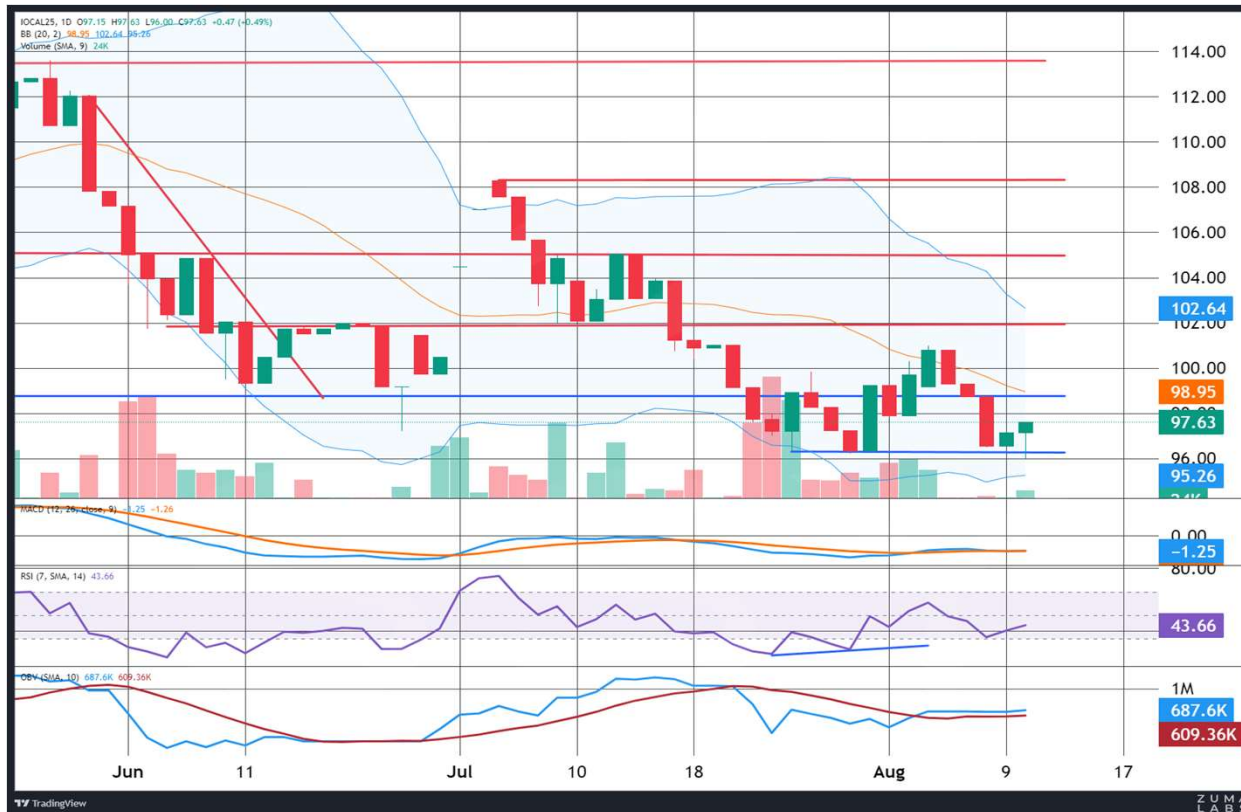 IOCAL25, 1D O97.15 H97.63 L96.00 C97.63 +0.47 (+0.49%)
BB (20, 2) 98.95 102.64 95.26
Volume (SMA, 9) 24K
114.00
112.00
110.00
108.00
106.00
104.00
102.64
102.00
100.00
98.95
97.63
96.00
95.26
24K
MACD (12, 26, close, 9) −1.25 −1.26
0.00
−1.25
80.00
RSI (7, SMA, 14) 43.66
43.66
OBV (SMA, 10) 687.6K 609.36K
1M
687.6K
609.36K
Jun 11 Jul 10 18 Aug 9 17
TradingView
ZUMA
LAB